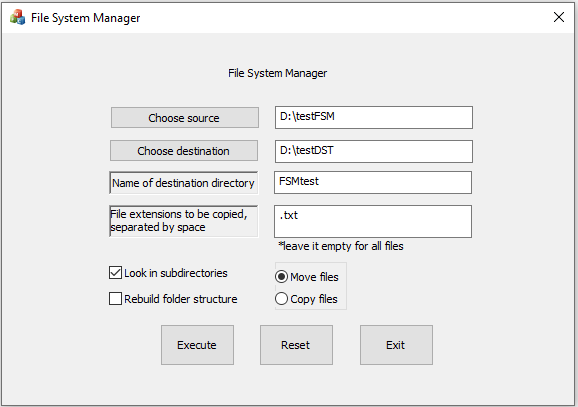 File System Manager
File System Manager
Choose source
D:\testFSM
Choose destination
D:\testDST
Name of destination directory
FSMtest
File extensions to be copied,
separated by space
.txt
*leave it empty for all files
Look in subdirectories
Move files
Rebuild folder structure
Copy files
Execute
Reset
Exit